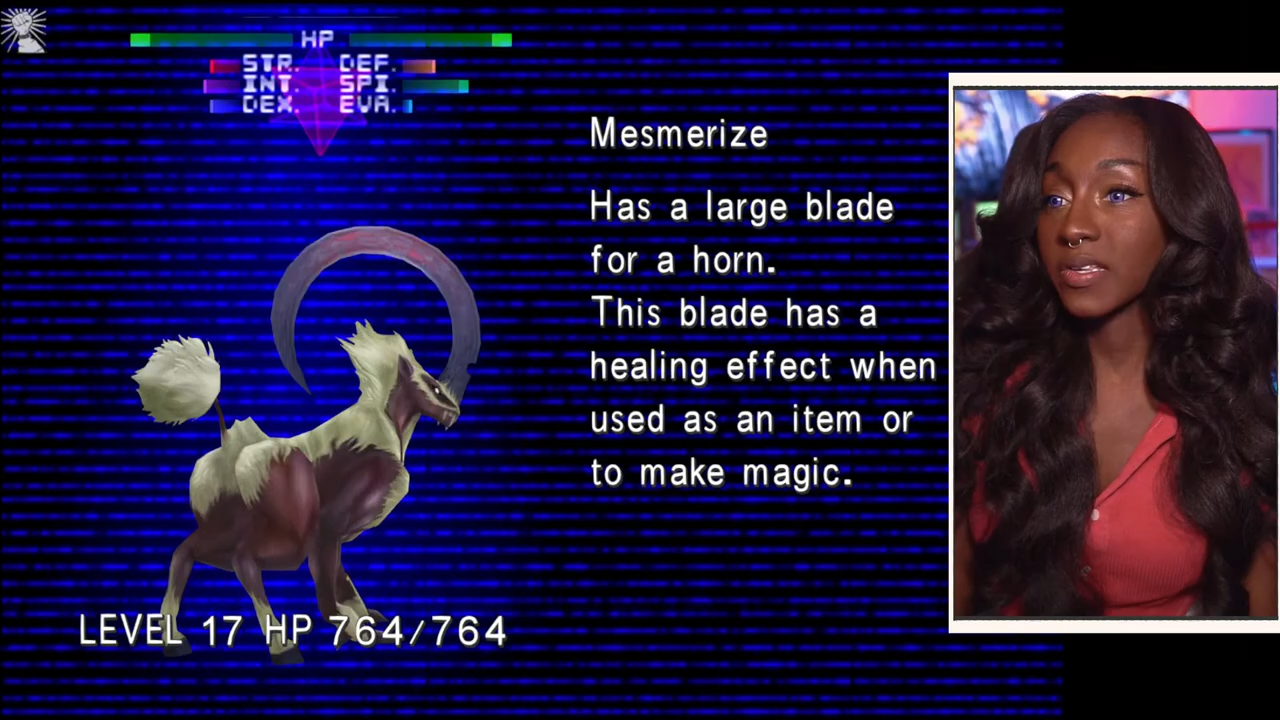 HP
STR. DEF.
INT. SPI.
DEX. EVA.
Mesmerize
Has a large blade
for a horn.
This blade has a
healing effect when
used as an item or
to make magic.
LEVEL 17 HP 764/764